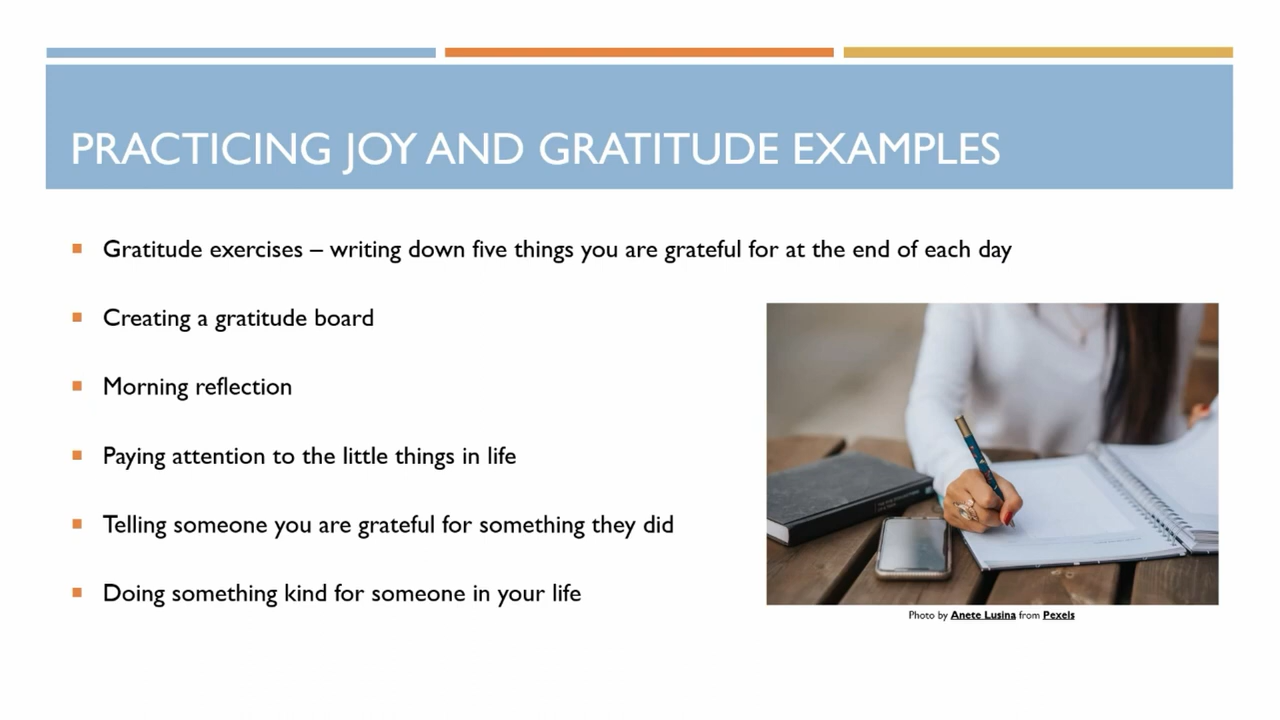 PRACTICING JOY AND GRATITUDE EXAMPLES
Gratitude exercises – writing down five things you are grateful for at the end of each day
Creating a gratitude board
Morning reflection
Paying attention to the little things in life
Telling someone you are grateful for something they did
Doing something kind for someone in your life
Photo by Anete Lusina from Pexels